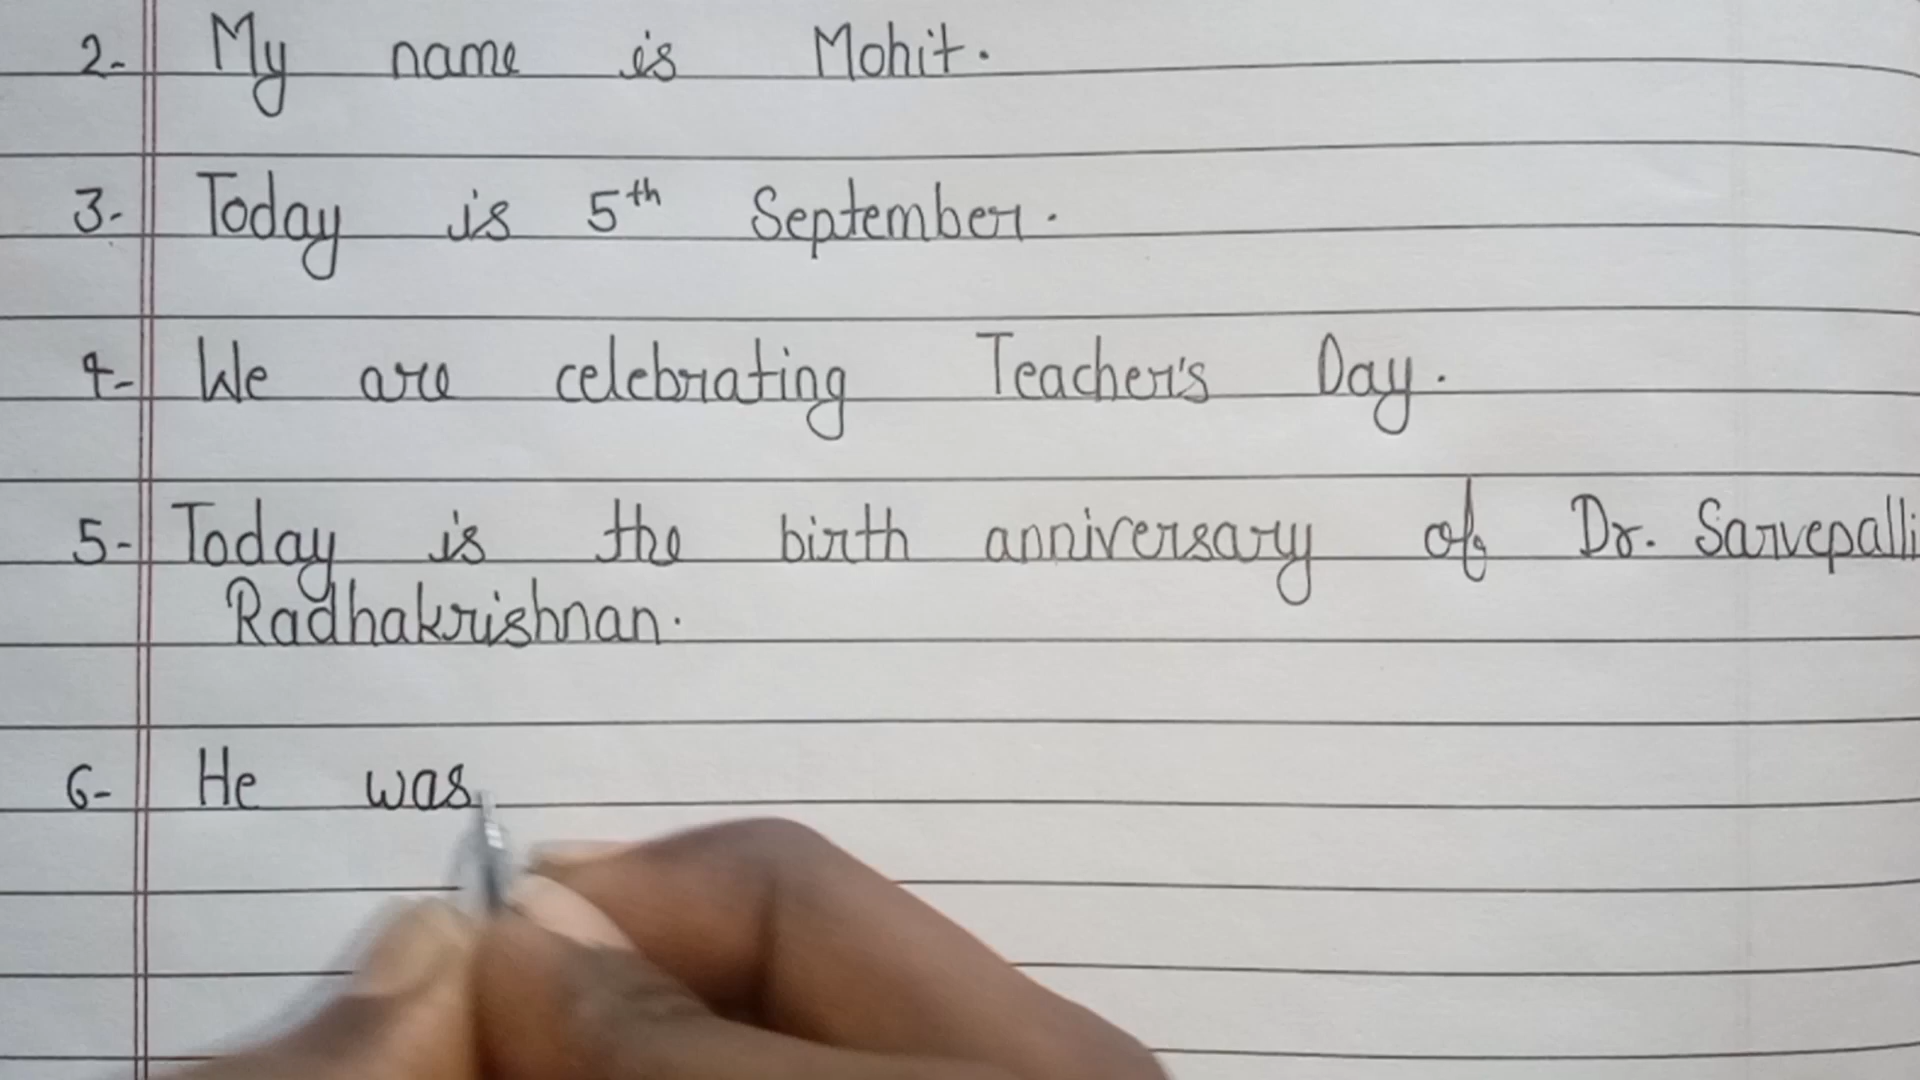 2- My name is Mohit.
3- Today is 5th September.
4- We are celebrating Teacher's Day.
5- Today is the birth anniversary of Dr. Sarvepalli
Radhakrishnan.
6- He was